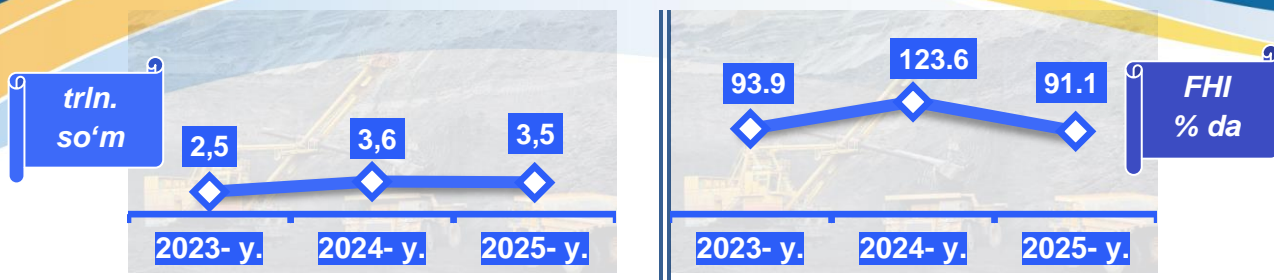 trln.
so‘m
2,5
3,6
3,5
2023- y.
2024- y.
2025- y.
93.9
123.6
91.1
FHI
% da
2023- y.
2024- y.
2025- y.